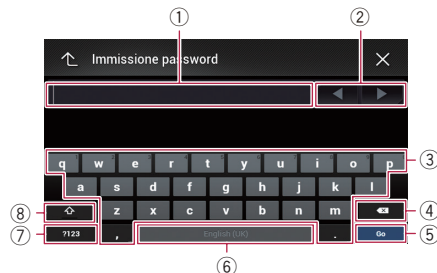 ① ②
Immissione password
q w e r t y u i o p ③
a s d f g h j k l
⑧ z x c v b n m ④
⑦ ?123 , English (UK) . Go ⑤
⑥